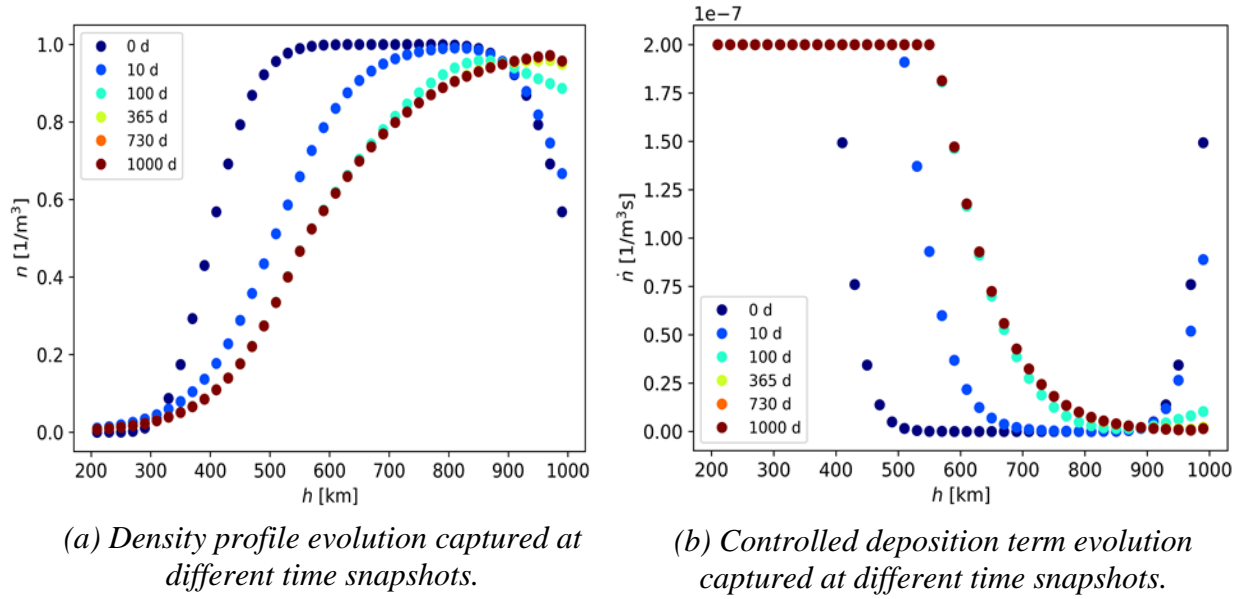 1.0
0.8
0.6
0.4
0.2
0.0
n [1/m³]
0 d
10 d
100 d
365 d
730 d
1000 d
200 300 400 500 600 700 800 900 1000
h [km]
(a) Density profile evolution captured at
different time snapshots.
1e−7
2.00
1.75
1.50
1.25
1.00
0.75
0.50
0.25
0.00
ṅ [1/m³s]
0 d
10 d
100 d
365 d
730 d
1000 d
200 300 400 500 600 700 800 900 1000
h [km]
(b) Controlled deposition term evolution
captured at different time snapshots.